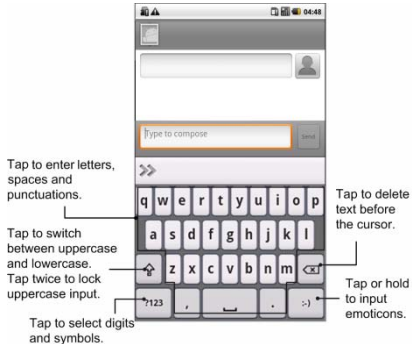 04:48
Type to compose
Send
Tap to enter letters,
spaces and
punctuations.
q w e r t y u i o p
a s d f g h j k l
z x c v b n m
?123 , . :-)
Tap to switch
between uppercase
and lowercase.
Tap twice to lock
uppercase input.
Tap to select digits
and symbols.
Tap to delete
text before
the cursor.
Tap or hold
to input
emoticons.